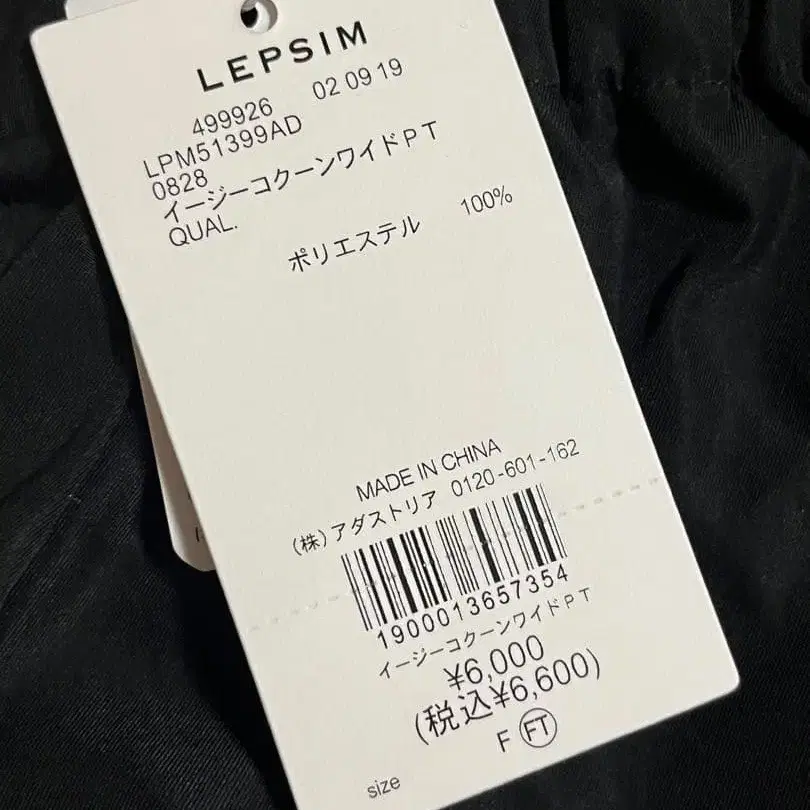 LEPSIM
499926 02 09 19
LPM51399AD
0828
イージーコクーンワイドPT
QUAL.
ポリエステル 100%
MADE IN CHINA
(株)アダストリア 0120-601-162
1900013657354
イージーコクーンワイドPT
¥6,000
(税込¥6,600)
F FT
size